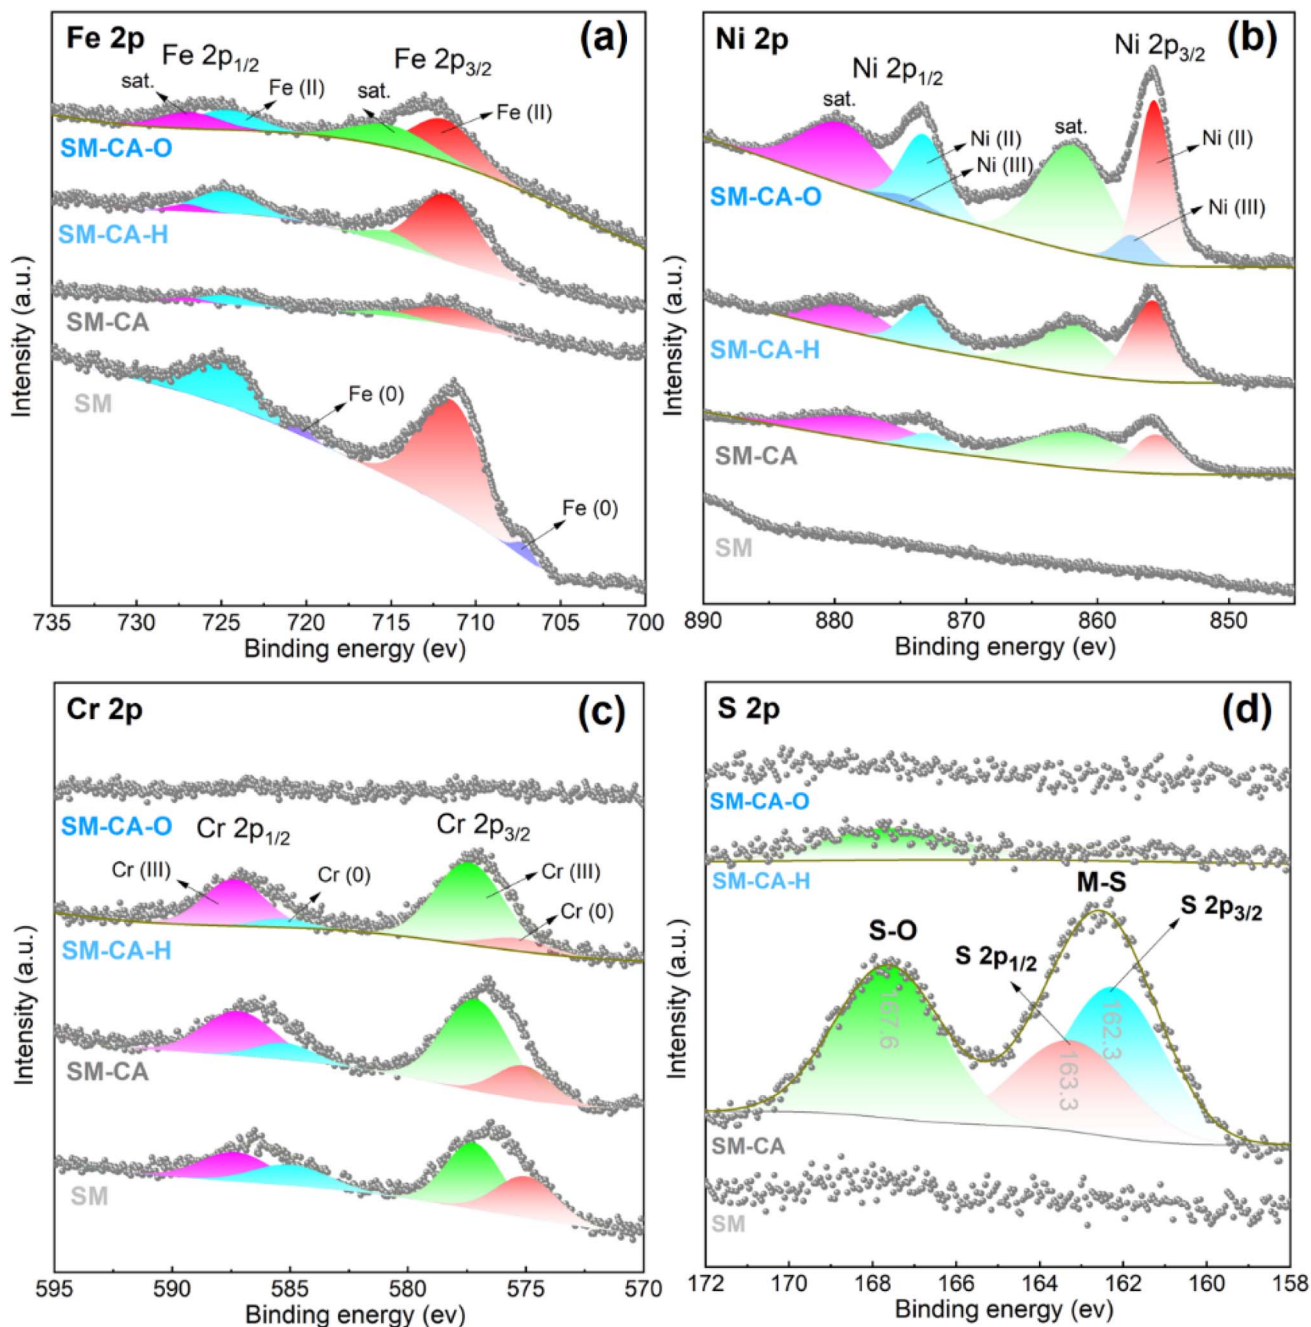 Fe 2p
(a)
Fe 2p1/2
Fe 2p3/2
sat.
Fe (II)
sat.
Fe (II)
SM-CA-O
SM-CA-H
SM-CA
SM
Fe (0)
Fe (0)
Intensity (a.u.)
735 730 725 720 715 710 705 700
Binding energy (ev)
Ni 2p
(b)
Ni 2p1/2
Ni 2p3/2
sat.
Ni (II)
Ni (III)
sat.
Ni (II)
Ni (III)
SM-CA-O
SM-CA-H
SM-CA
SM
Intensity (a.u.)
890 880 870 860 850
Binding energy (ev)
Cr 2p
(c)
SM-CA-O
Cr 2p1/2
Cr 2p3/2
Cr (III)
Cr (0)
Cr (III)
Cr (0)
SM-CA-H
SM-CA
SM
Intensity (a.u.)
595 590 585 580 575 570
Binding energy (ev)
S 2p
(d)
SM-CA-O
SM-CA-H
M-S
S 2p3/2
S-O
S 2p1/2
167.6
163.3
162.3
SM-CA
SM
Intensity (a.u.)
172 170 168 166 164 162 160 158
Binding energy (ev)